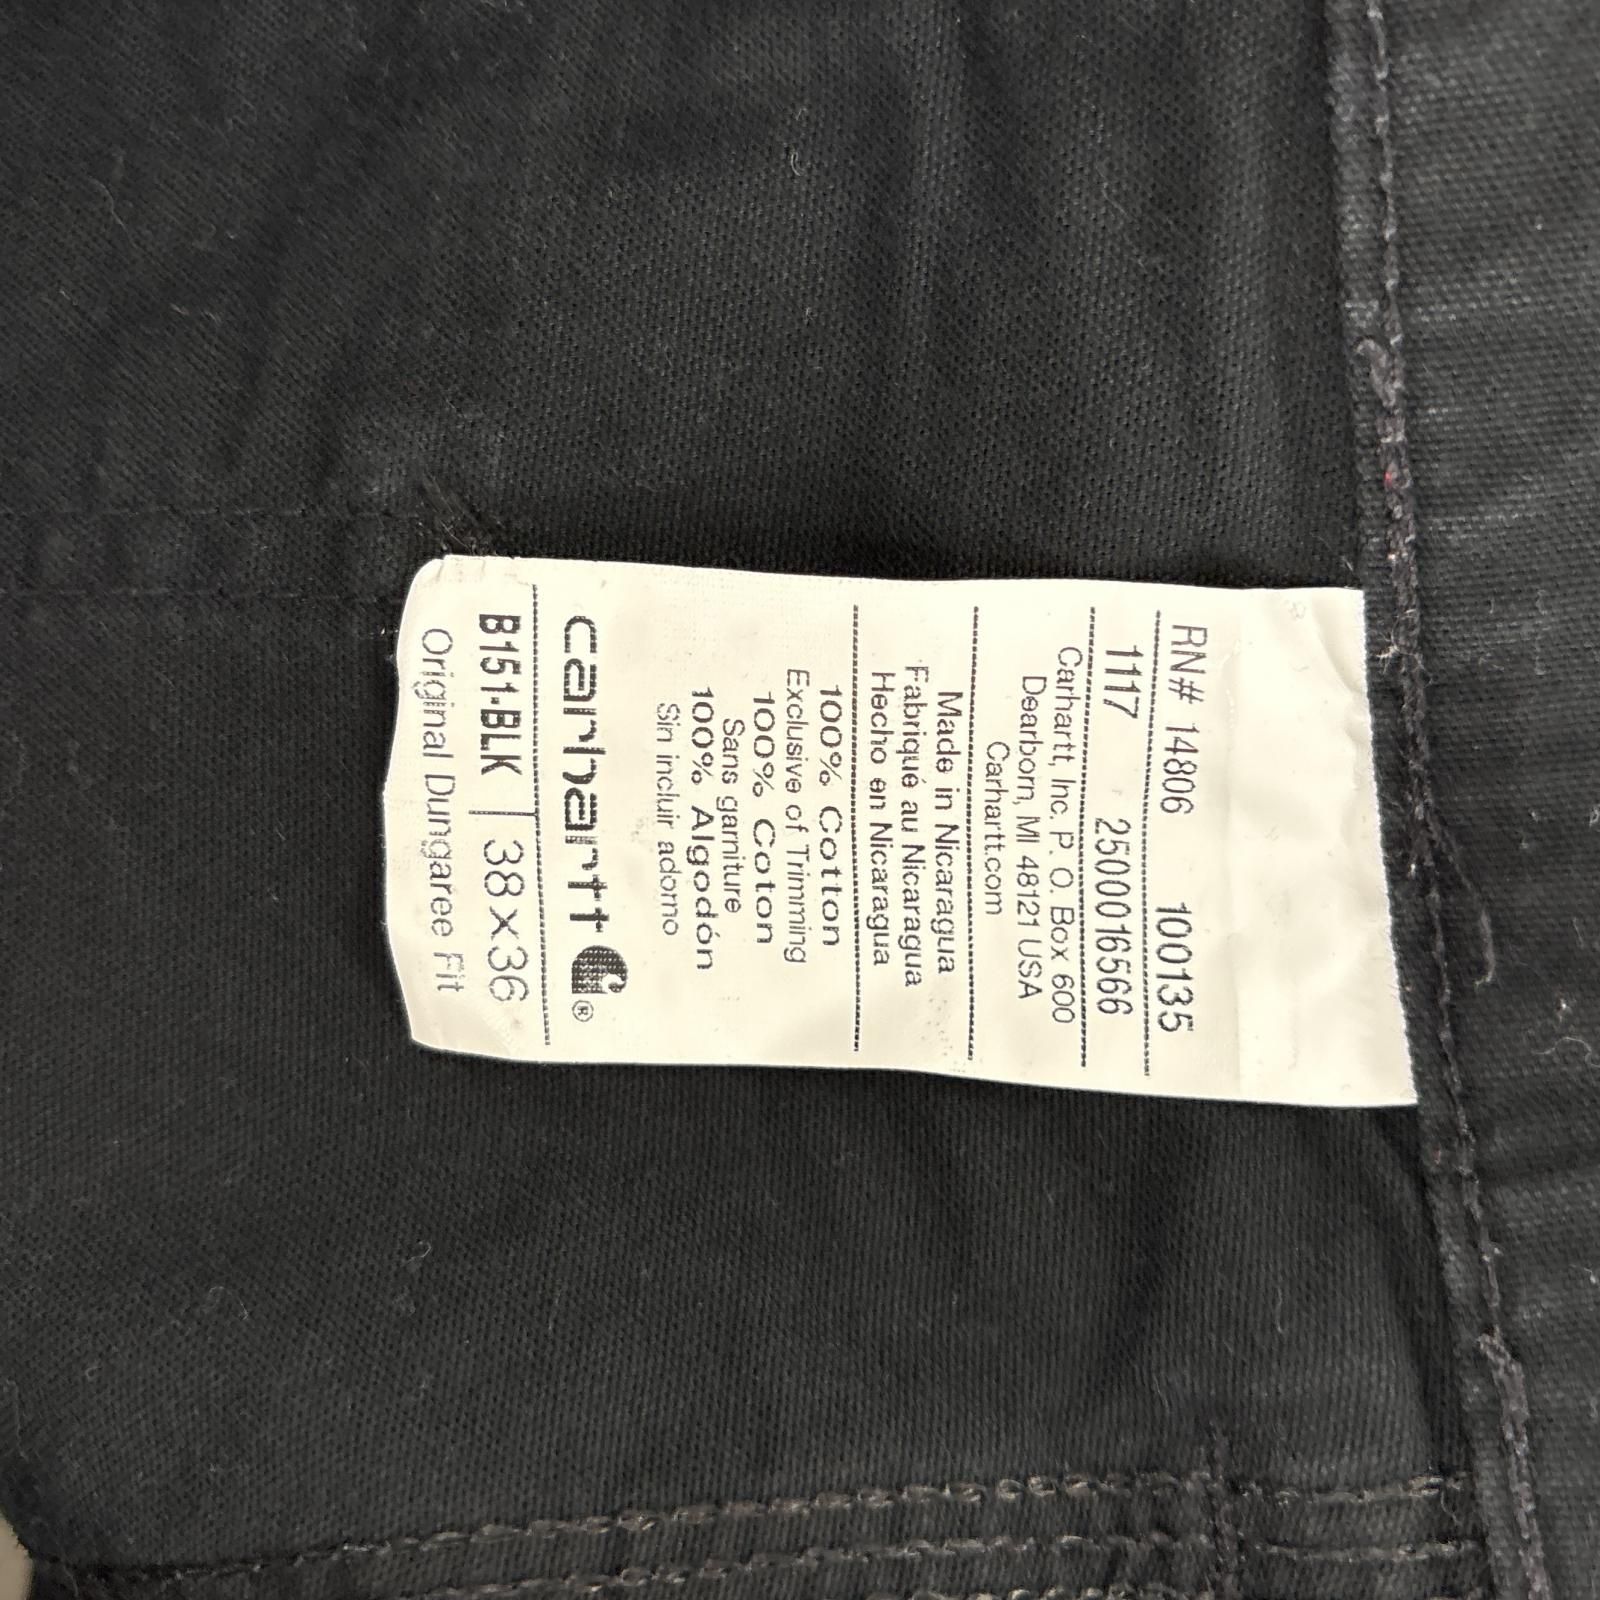 RN# 14806 100135
1117 2500016566
Carhartt, Inc. P. O. Box 600
Dearborn, MI 48121 USA
Carhartt.com
Made in Nicaragua
Fabriqué au Nicaragua
Hecho en Nicaragua
100% Cotton
Exclusive of Trimming
100% Coton
Sans garniture
100% Algodón
Sin incluir adorno
carhartt ®
B151-BLK 38x36
Original Dungaree Fit